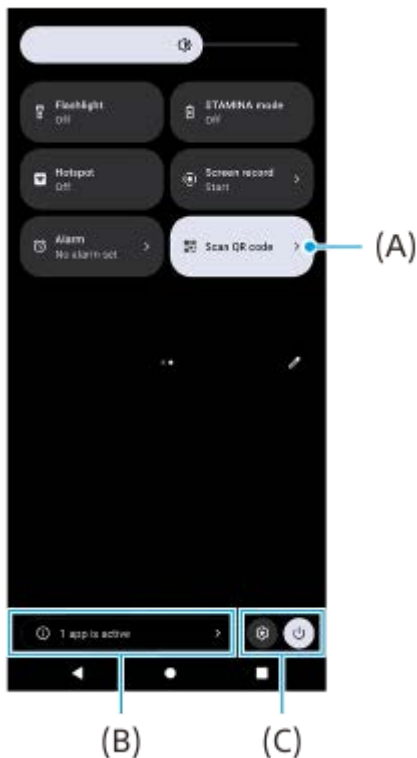 Flashlight
Off
STAMINA mode
Off
Hotspot
Off
Screen record
Start
Alarm
No alarm set
Scan QR code
(A)
1 app is active
(B)
(C)